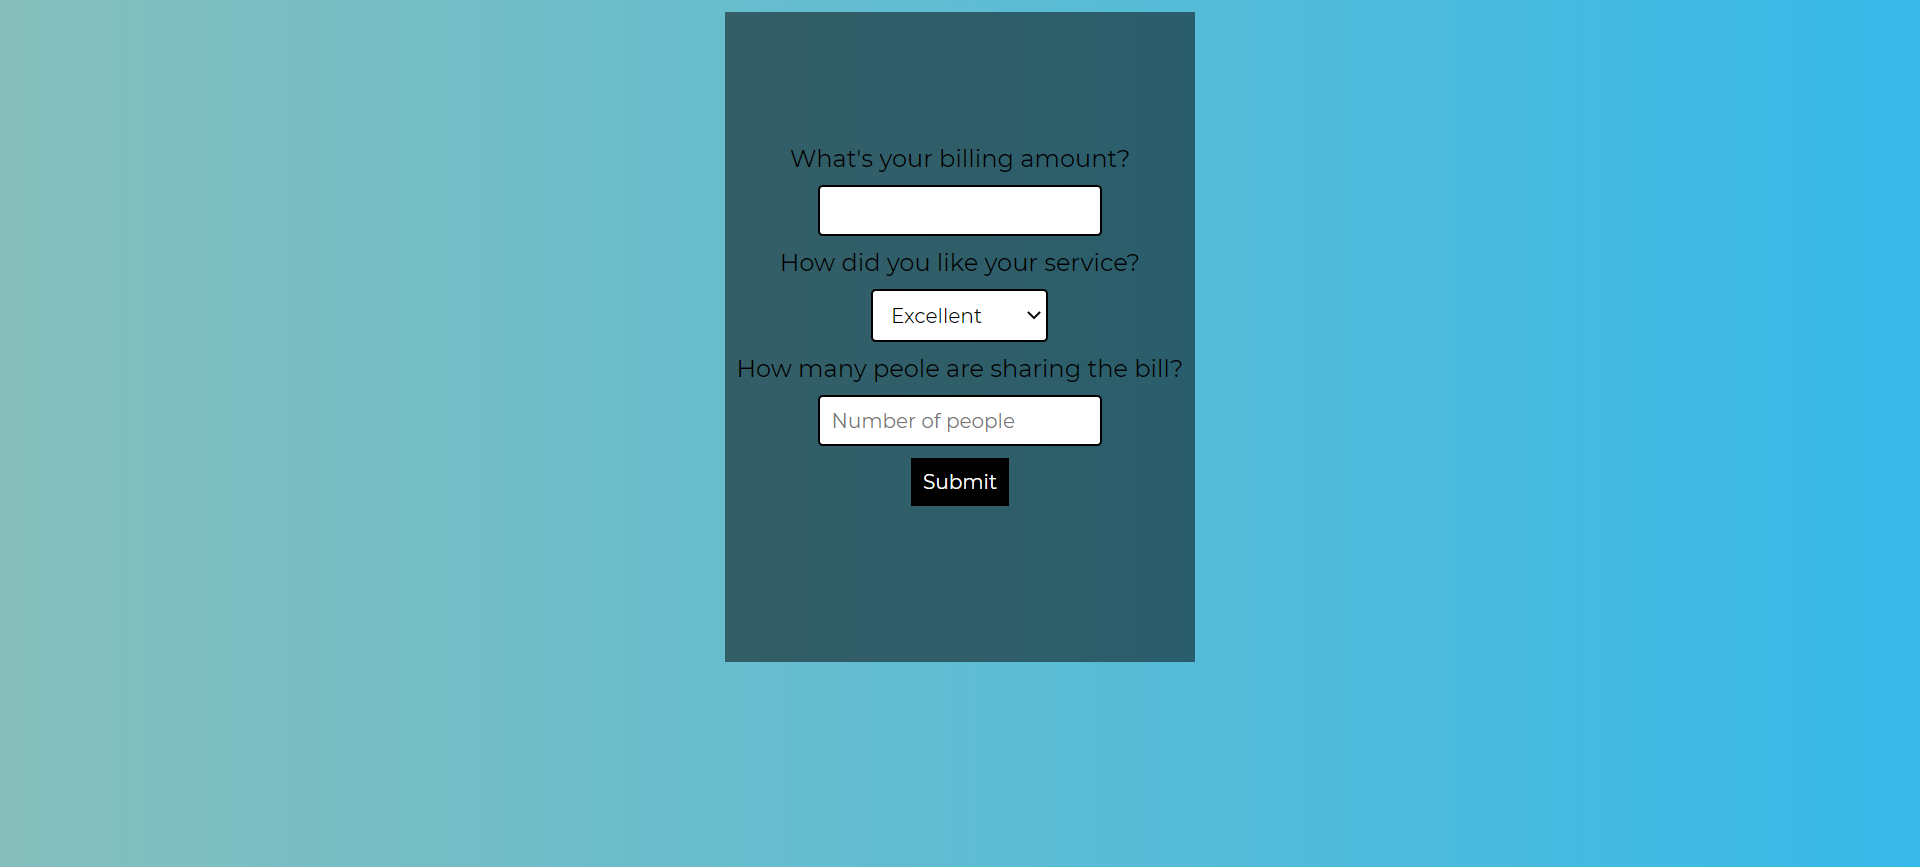 What's your billing amount?
How did you like your service?
Excellent
How many peole are sharing the bill?
Number of people
Submit